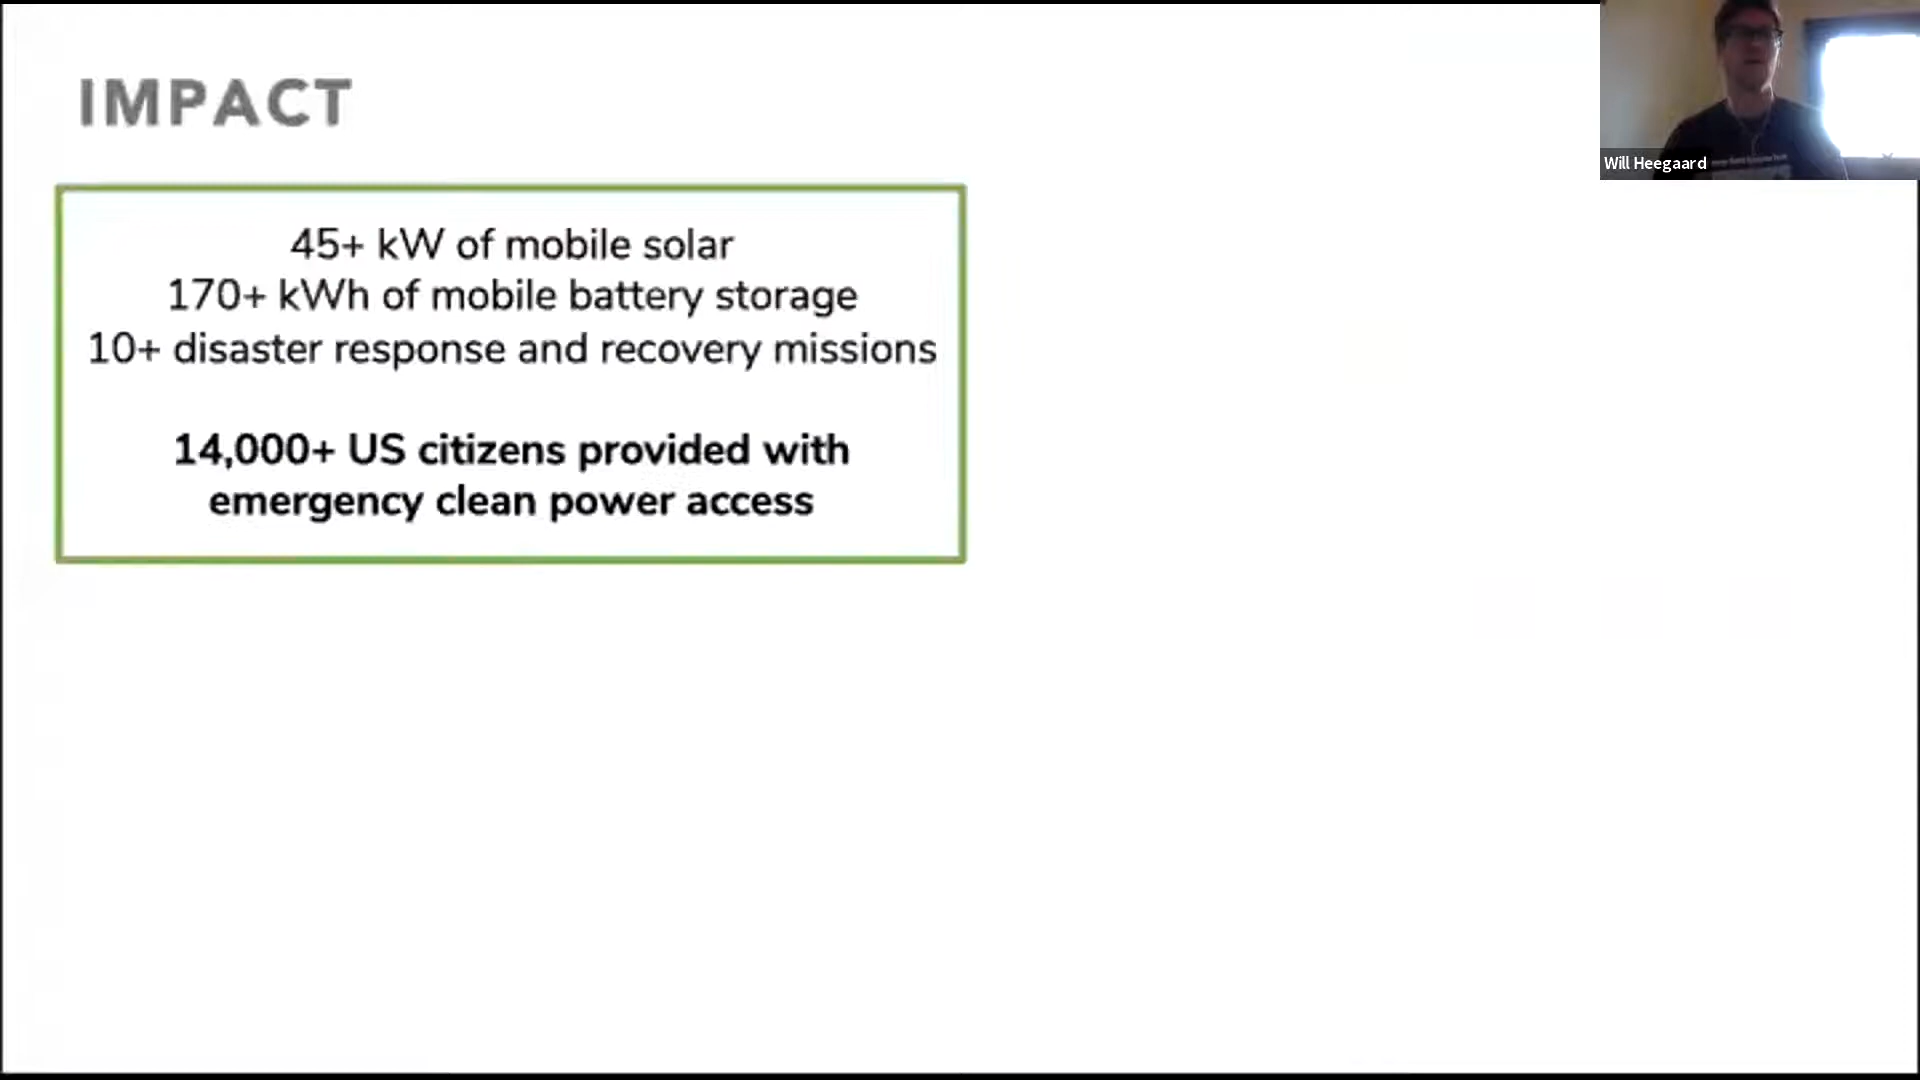 IMPACT
45+ kW of mobile solar
170+ kWh of mobile battery storage
10+ disaster response and recovery missions
14,000+ US citizens provided with
emergency clean power access
Will Heegaard